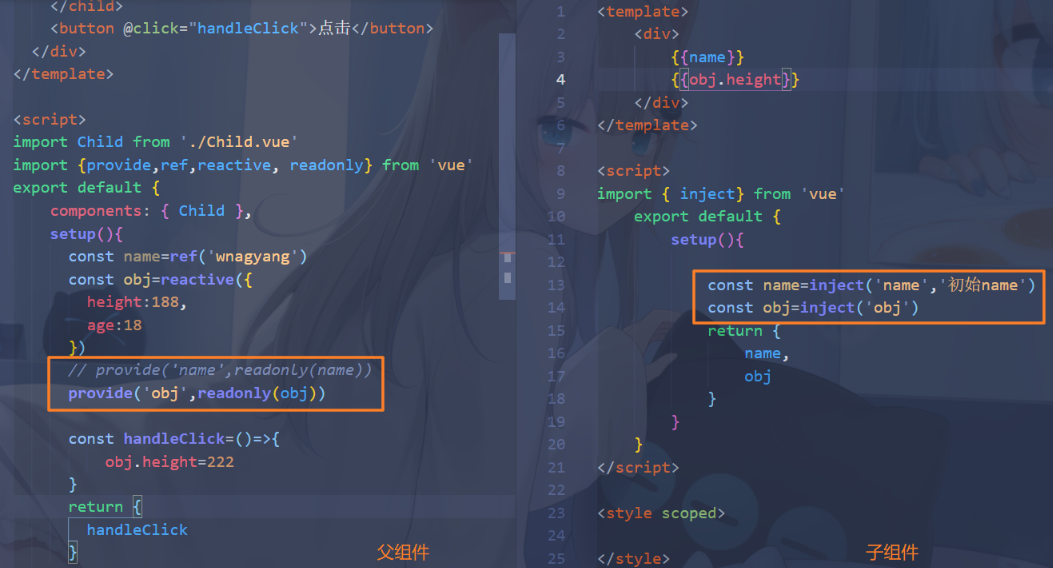 </child>
    <button @click="handleClick">点击</button>
  </div>
</template>

<script>
import Child from './Child.vue'
import {provide,ref,reactive, readonly} from 'vue'
export default {
    components: { Child },
    setup(){
      const name=ref('wnagyang')
      const obj=reactive({
        height:188,
        age:18
      })
      // provide('name',readonly(name))
      provide('obj',readonly(obj))

      const handleClick=()=>{
          obj.height=222
      }
      return {
        handleClick
      }
父组件
1 <template>
2     <div>
3         {{name}}
4         {{obj.height}}
5     </div>
6 </template>
7
8 <script>
9 import { inject} from 'vue'
10     export default {
11         setup(){
12
13             const name=inject('name','初始name')
14             const obj=inject('obj')
15             return {
16                 name,
17                 obj
18             }
19         }
20     }
21 </script>
22
23 <style scoped>
24
25 </style>
子组件